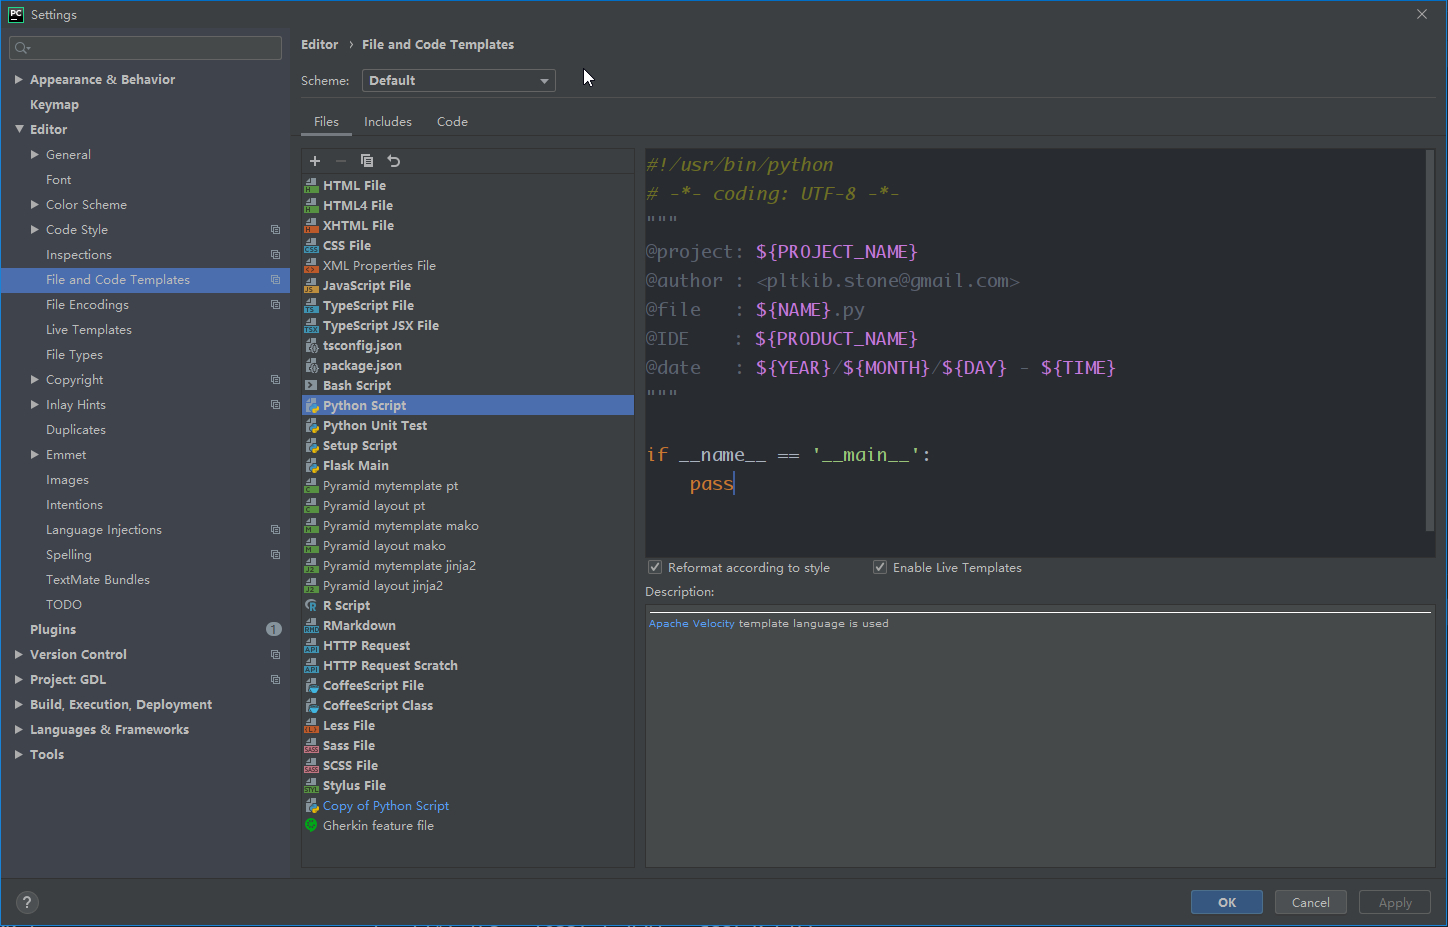 PC Settings
Appearance & Behavior
Keymap
Editor
General
Font
Color Scheme
Code Style
Inspections
File and Code Templates
File Encodings
Live Templates
File Types
Copyright
Inlay Hints
Duplicates
Emmet
Images
Intentions
Language Injections
Spelling
TextMate Bundles
TODO
Plugins 1
Version Control
Project: GDL
Build, Execution, Deployment
Languages & Frameworks
Tools
Editor › File and Code Templates
Scheme: Default
Files Includes Code
HTML File
HTML4 File
XHTML File
CSS File
XML Properties File
JavaScript File
TypeScript File
TypeScript JSX File
tsconfig.json
package.json
Bash Script
Python Script
Python Unit Test
Setup Script
Flask Main
Pyramid mytemplate pt
Pyramid layout pt
Pyramid mytemplate mako
Pyramid layout mako
Pyramid mytemplate jinja2
Pyramid layout jinja2
R Script
RMarkdown
HTTP Request
HTTP Request Scratch
CoffeeScript File
CoffeeScript Class
Less File
Sass File
SCSS File
Stylus File
Copy of Python Script
Gherkin feature file
#!/usr/bin/python
# -*- coding: UTF-8 -*-
"""
@project: ${PROJECT_NAME}
@author : <pltkib.stone@gmail.com>
@file   : ${NAME}.py
@IDE    : ${PRODUCT_NAME}
@date   : ${YEAR}/${MONTH}/${DAY} - ${TIME}
"""
if __name__ == '__main__':
    pass
Reformat according to style Enable Live Templates
Description:
Apache Velocity template language is used
? OK Cancel Apply